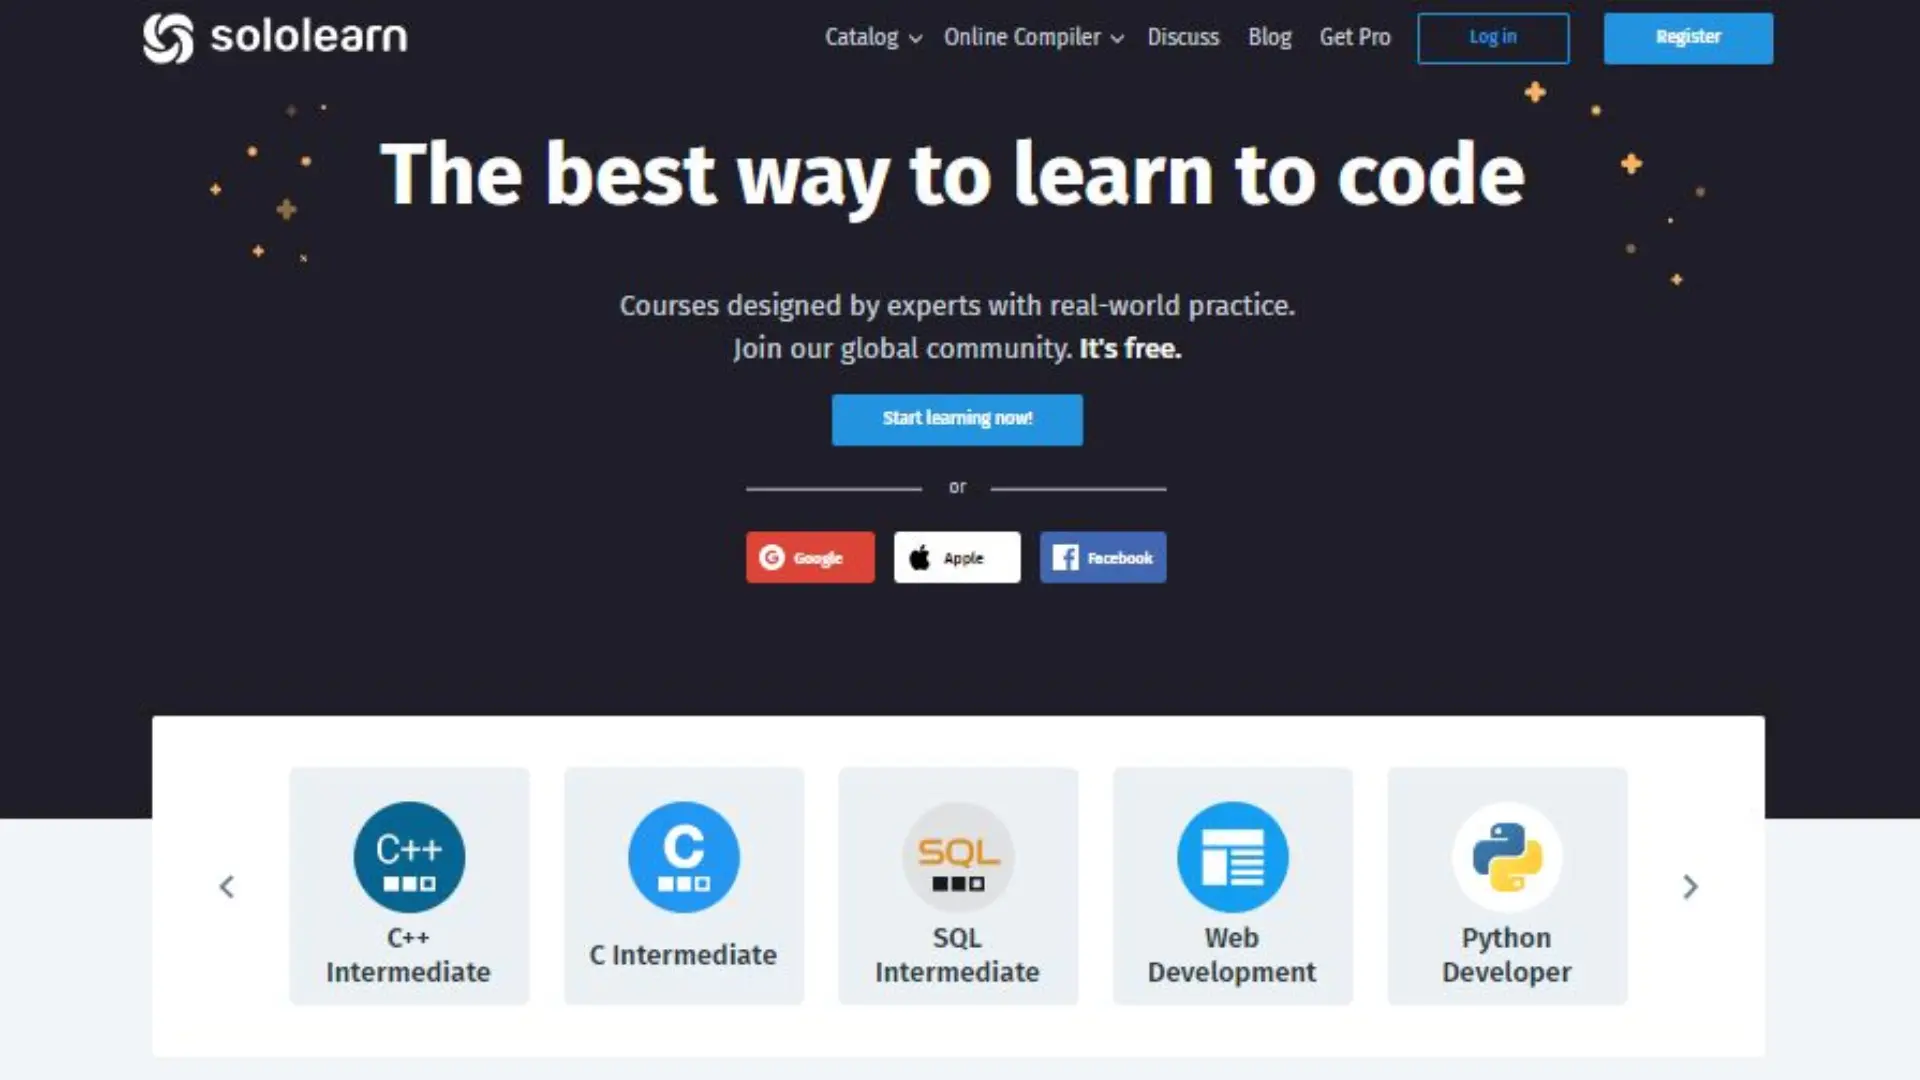 sololearn
Catalog Online Compiler Discuss Blog Get Pro Log in Register
The best way to learn to code
Courses designed by experts with real-world practice.
Join our global community. It's free.
Start learning now!
or
Google Apple Facebook
C++
C
SQL
C++
Intermediate
C Intermediate
SQL
Intermediate
Web
Development
Python
Developer